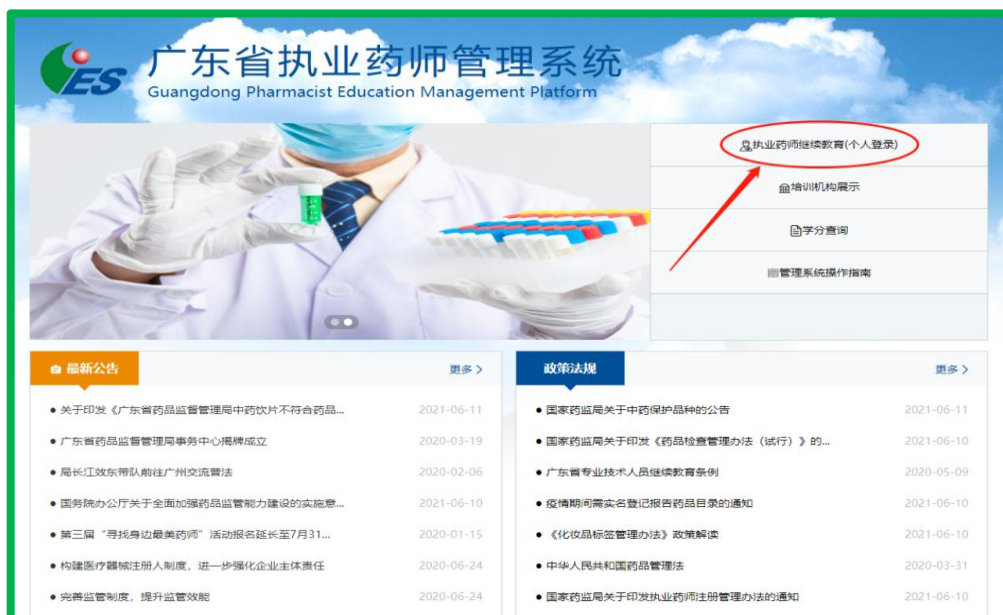 ES
广东省执业药师管理系统
Guangdong Pharmacist Education Management Platform
执业药师继续教育(个人登录)
培训机构展示
学分查询
管理系统操作指南
最新公告 更多 >
关于印发《广东省药品监督管理局中药饮片不符合药品... 2021-06-11
广东省药品监督管理局事务中心揭牌成立 2020-03-19
局长江效东带队前往广州交流普法 2020-02-06
国务院办公厅关于全面加强药品监管能力建设的实施意... 2021-06-10
第三届“寻找身边最美药师”活动报名延长至7月31... 2020-01-15
构建医疗器械注册人制度，进一步强化企业主体责任 2020-06-24
完善监管制度，提升监管效能 2020-06-24
政策法规 更多 >
国家药监局关于中药保护品种的公告 2021-06-11
国家药监局关于印发《药品检查管理办法（试行）》的... 2021-06-10
广东省专业技术人员继续教育条例 2020-05-09
疫情期间需实名登记报告药品目录的通知 2021-06-10
《化妆品标签管理办法》政策解读 2021-06-10
中华人民共和国药品管理法 2020-03-31
国家药监局关于印发执业药师注册管理办法的通知 2021-06-10